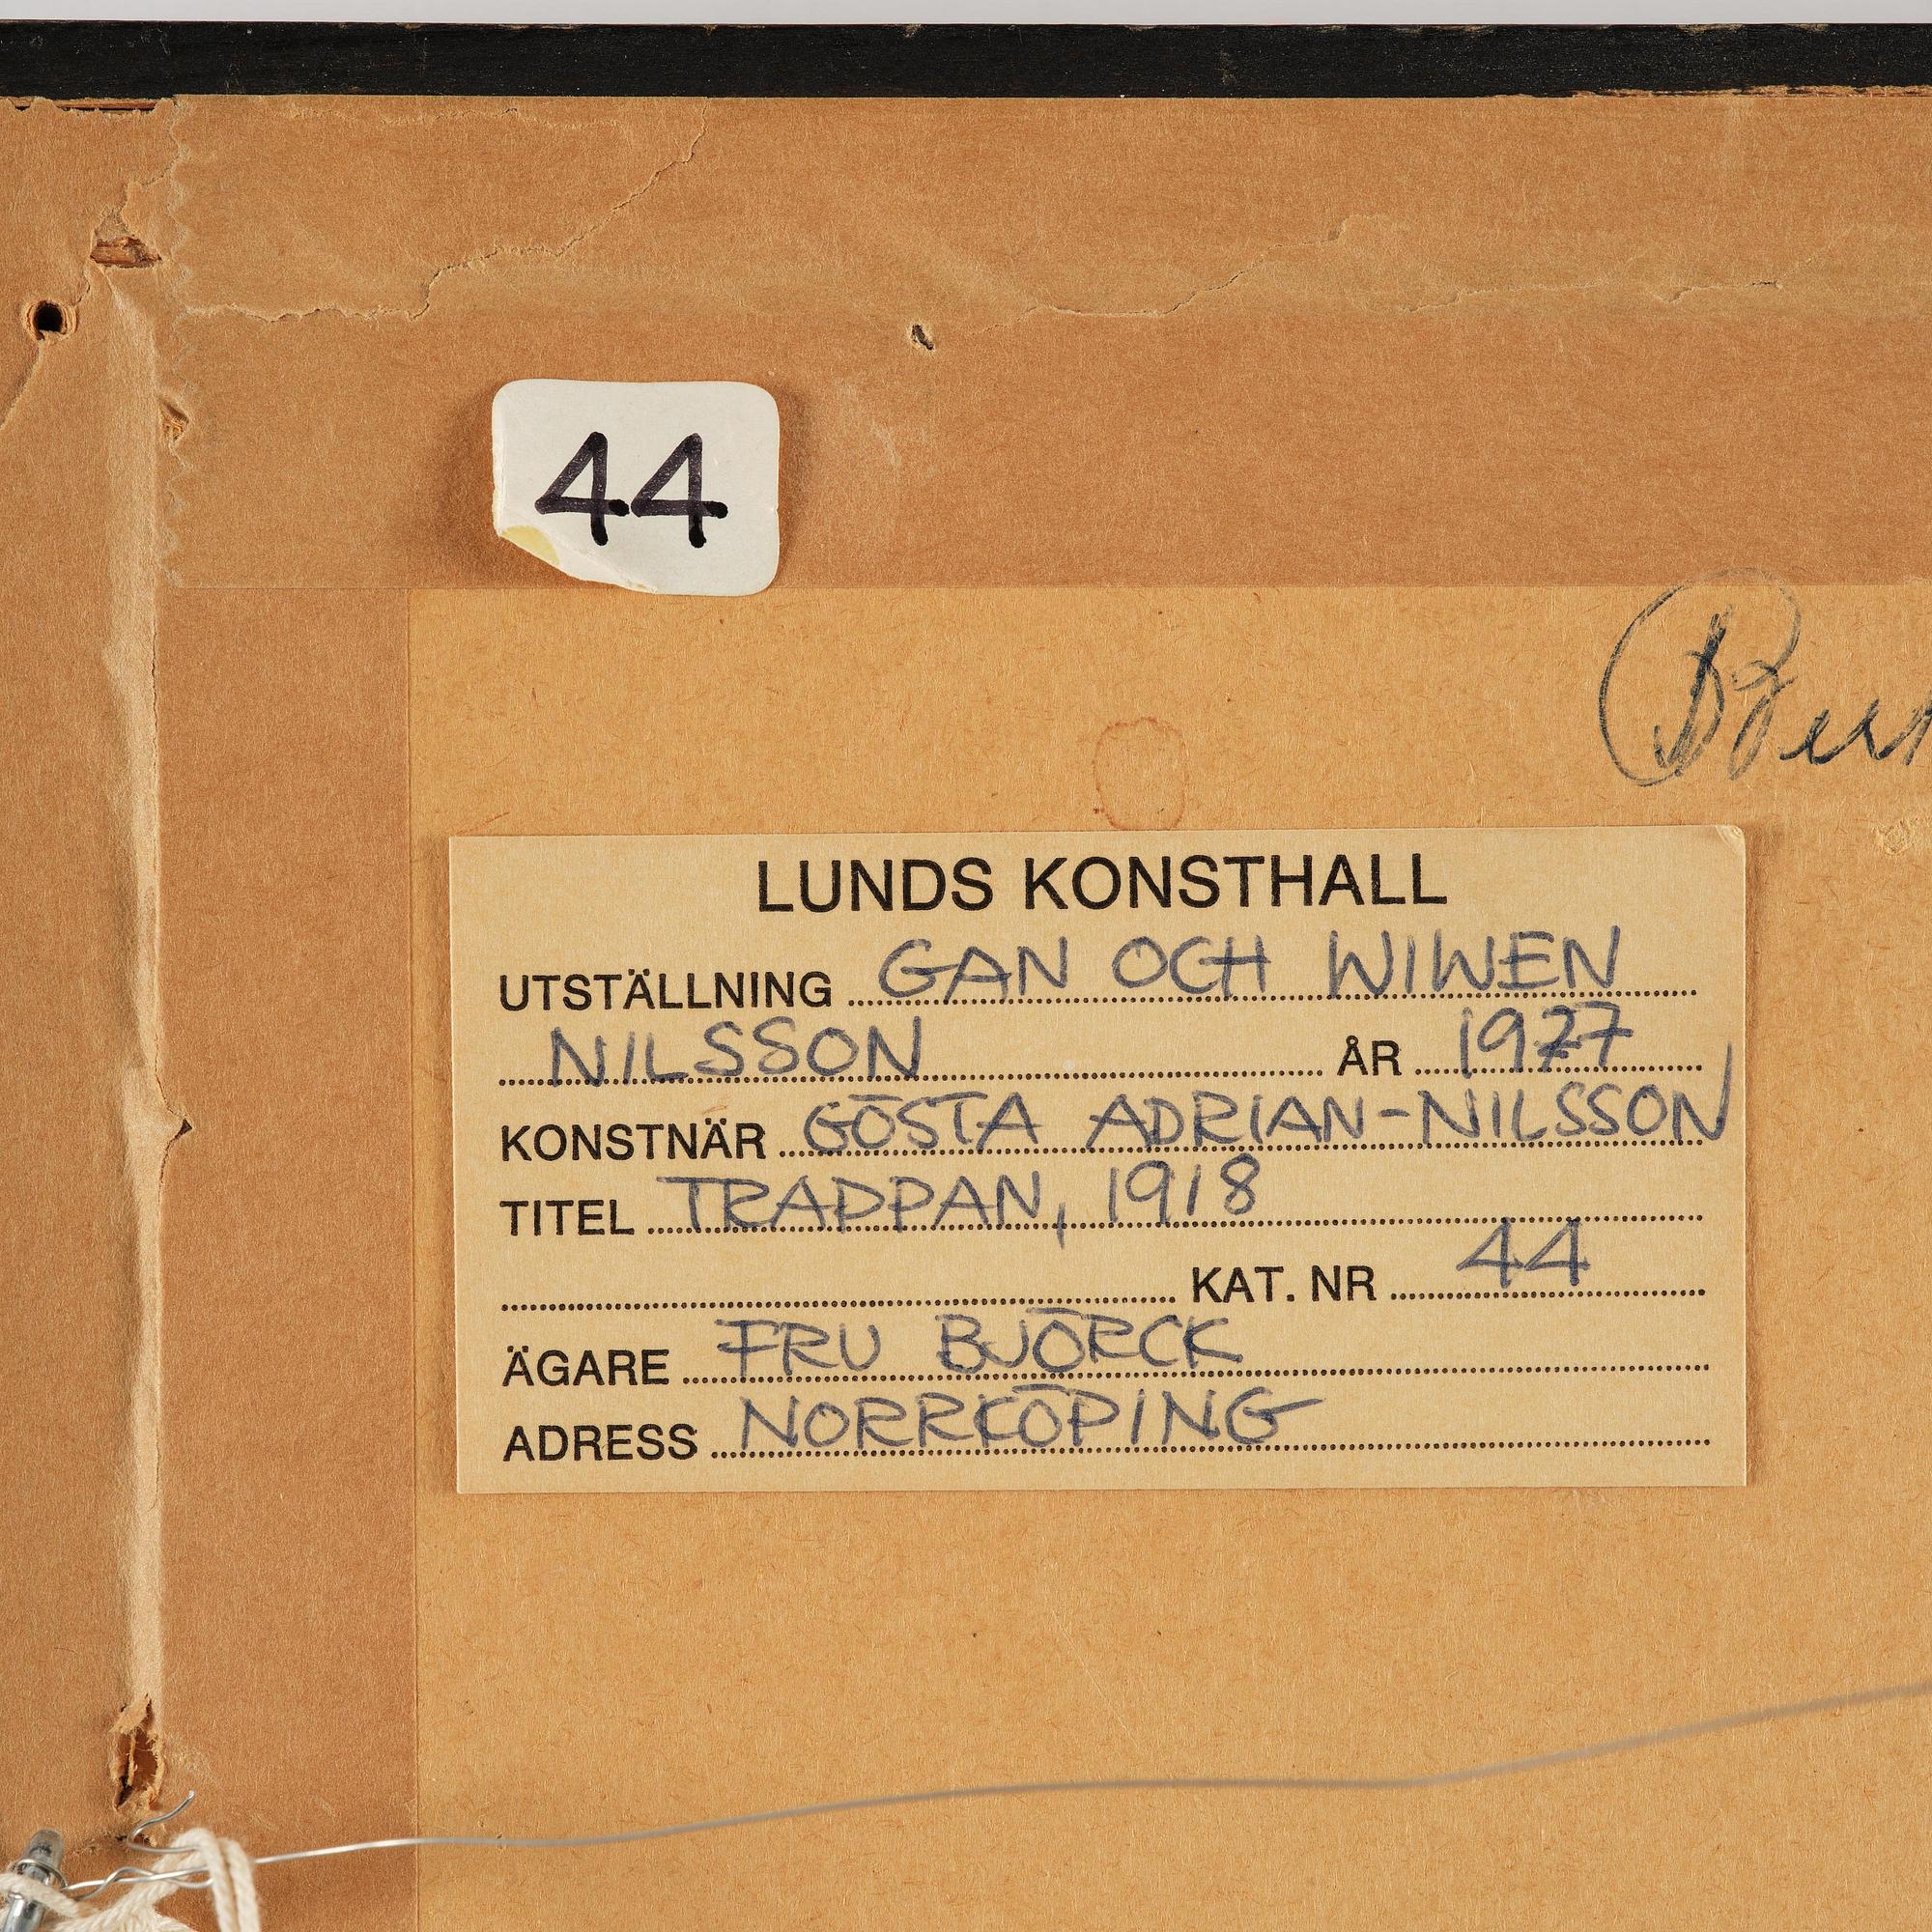 44
LUNDS KONSTHALL
UTSTÄLLNING GAN OCH WIWEN
NILSSON ÅR 1977
KONSTNÄR GÖSTA ADRIAN-NILSSON
TITEL TRAPPAN, 1918
KAT. NR 44
ÄGARE FRU BJÖRCK
ADRESS NORRKÖPING